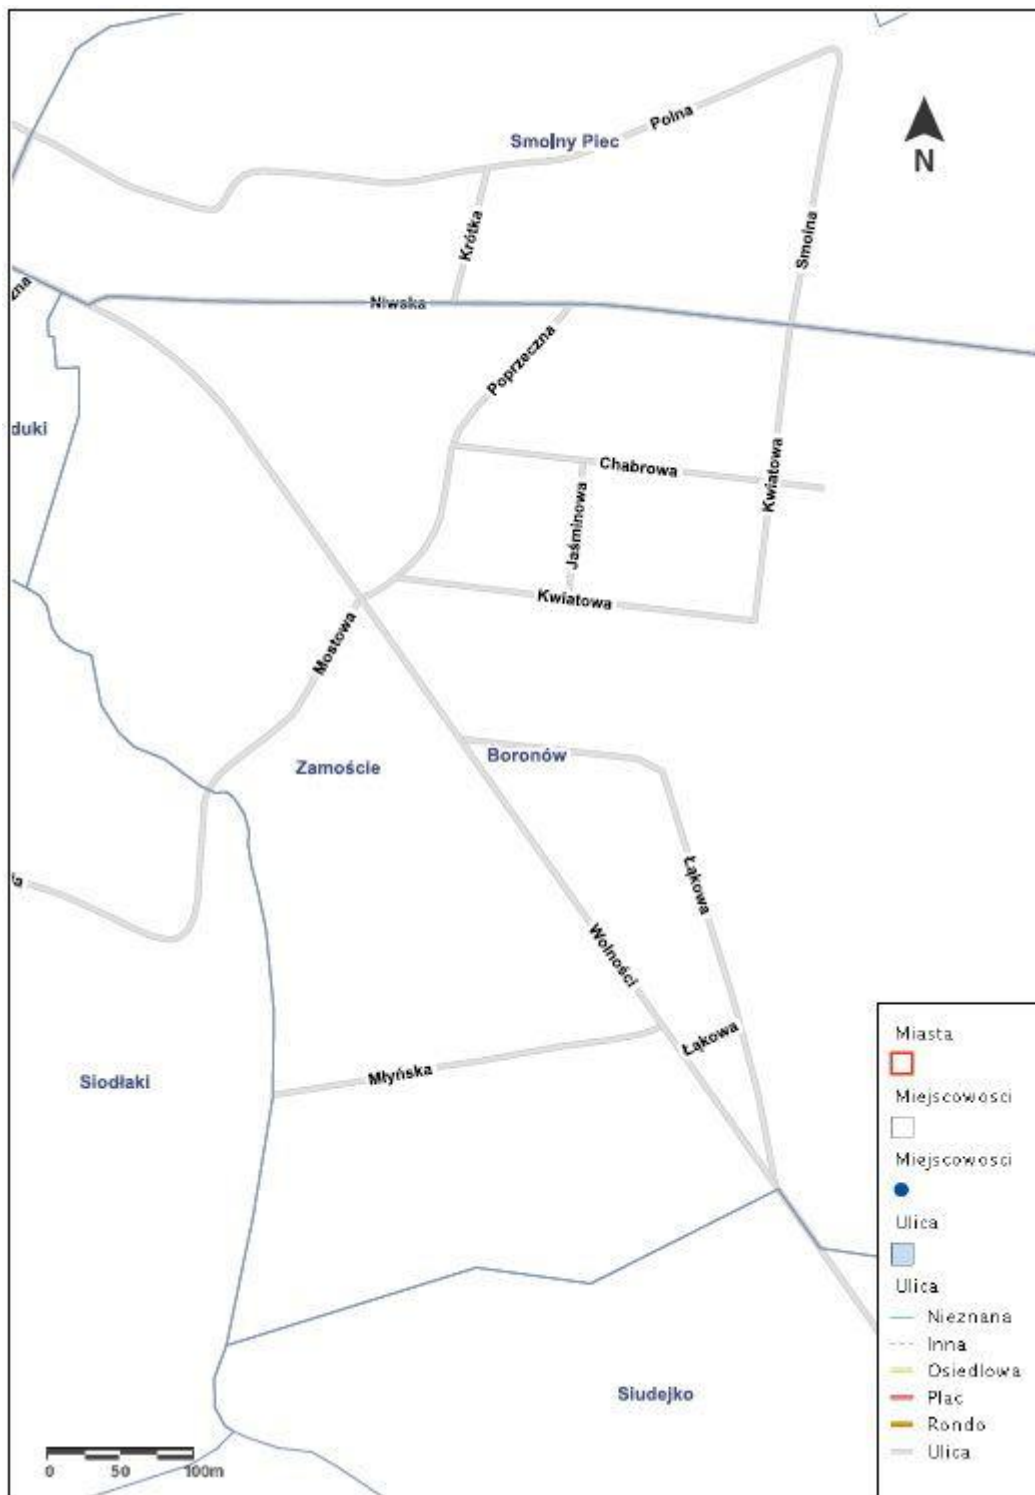 Polna
Smolny Piec
N
Krótka
Smolna
zna
Niwska
Poprzeczna
duki
Chabrowa
Kwiatowa
Jaśminowa
Kwiatowa
Mostowa
Boronów
Zamoście
Łąkowa
Wolności
Łąkowa
Młyńska
Siodłaki
Siudejko
0 50 100m
Miasta
Miejscowosci
Miejscowosci
Ulica
Ulica
Nieznana
Inna
Osiedlowa
Plac
Rondo
Ulica